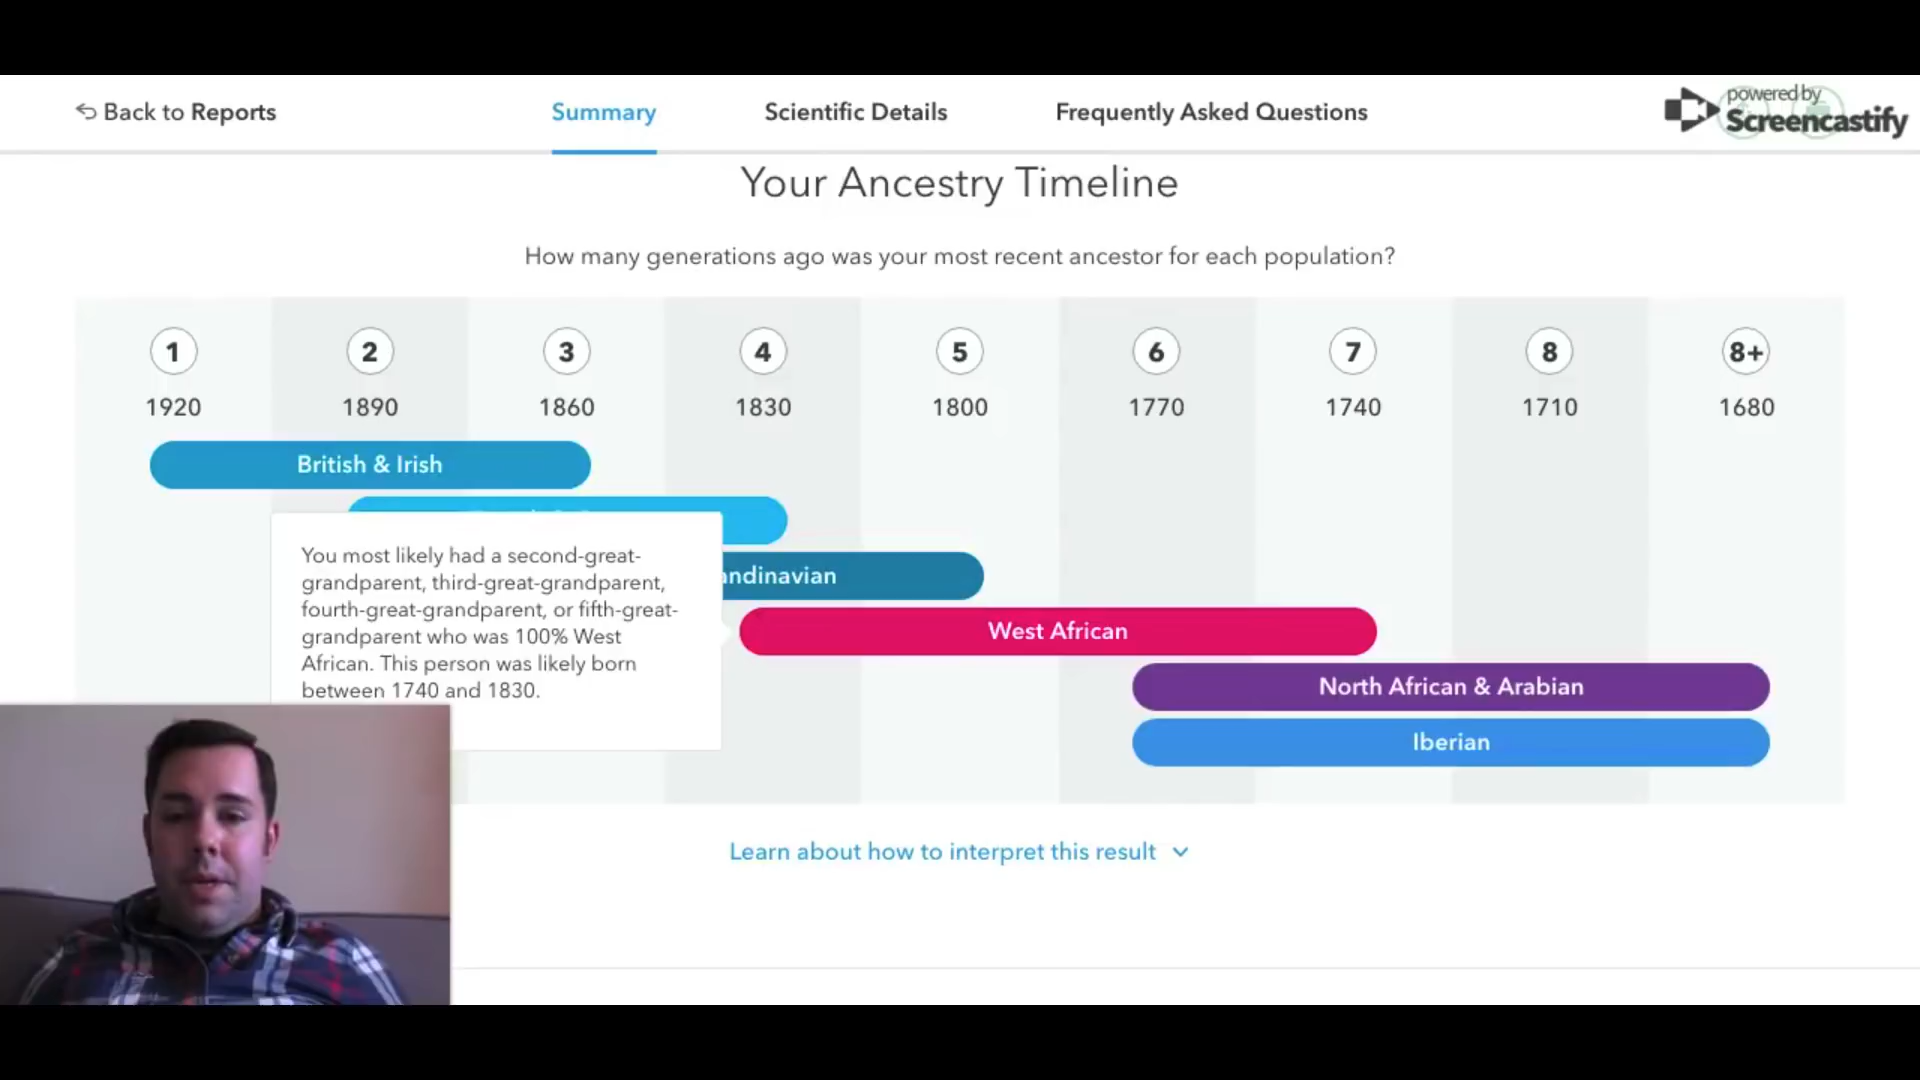 Back to Reports
Summary
Scientific Details
Frequently Asked Questions
powered by
Screencastify
Your Ancestry Timeline
How many generations ago was your most recent ancestor for each population?
1 2 3 4 5 6 7 8 8+
1920 1890 1860 1830 1800 1770 1740 1710 1680
British & Irish
andinavian
You most likely had a second-great-
grandparent, third-great-grandparent,
fourth-great-grandparent, or fifth-great-
grandparent who was 100% West
African. This person was likely born
between 1740 and 1830.
West African
North African & Arabian
Iberian
Learn about how to interpret this result